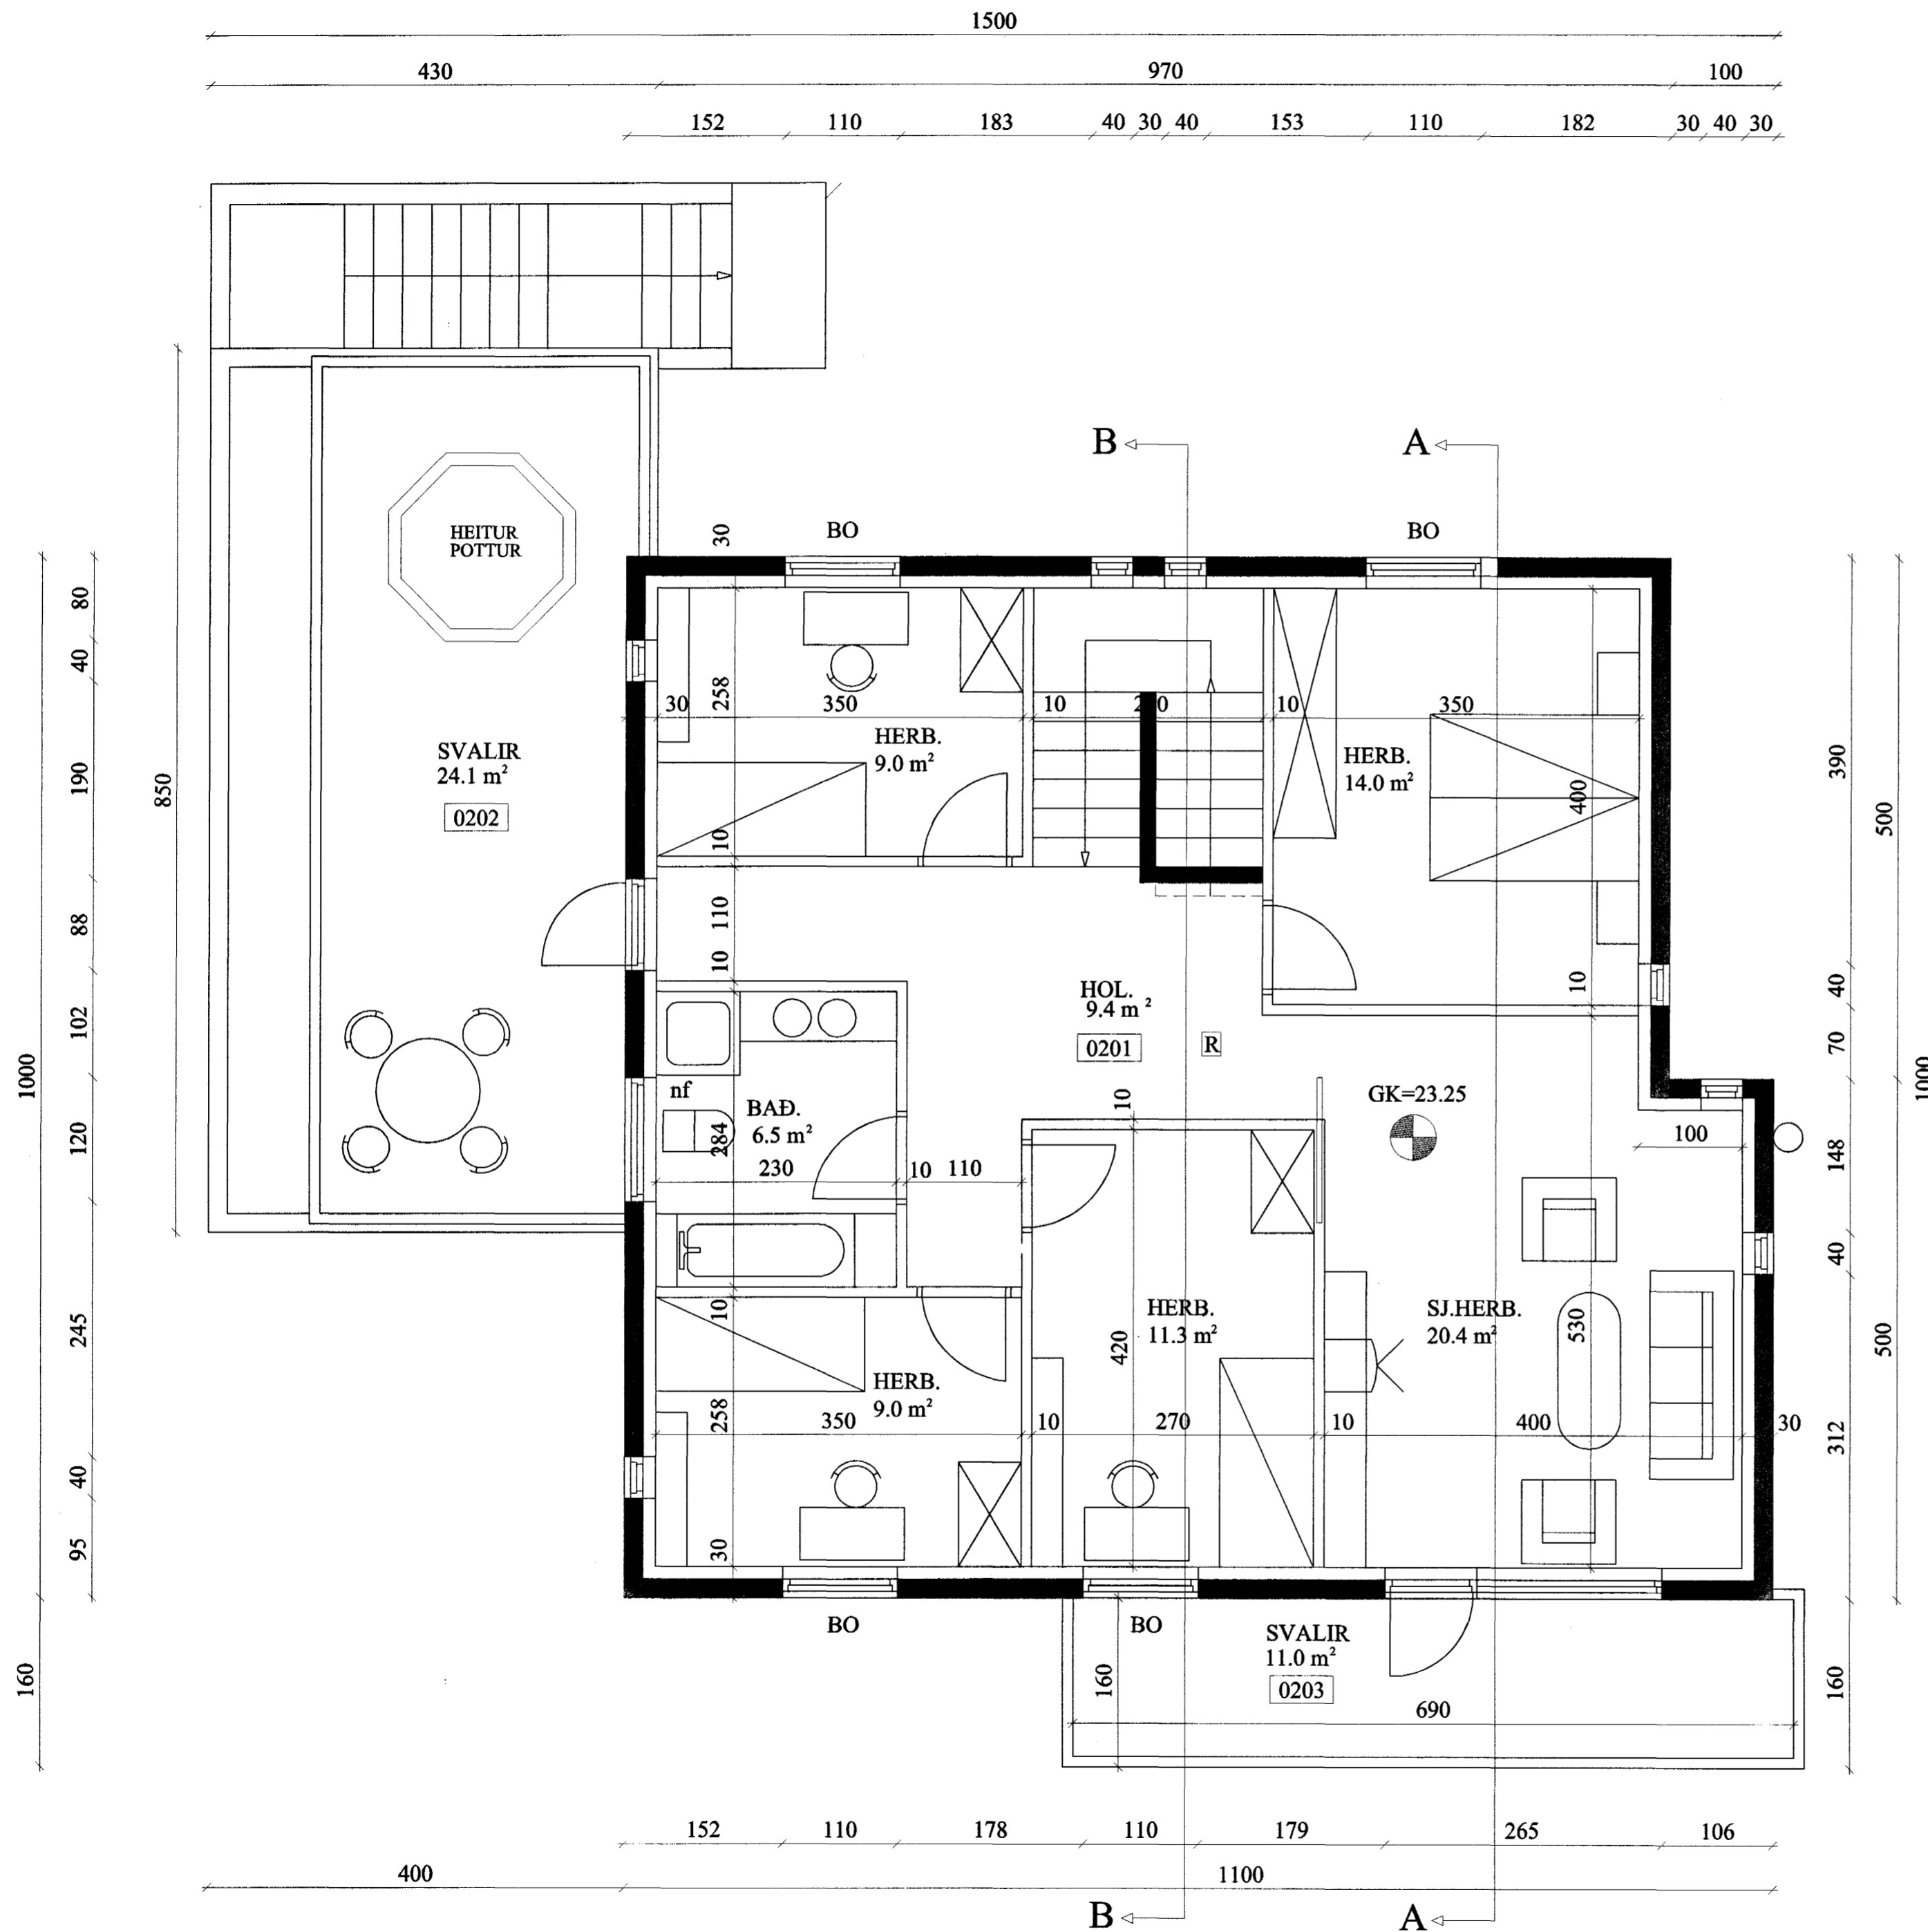 1500
430 970 100
152 110 183 40 30 40 153 110 182 30 40 30
B A
BO BO
30
HEITUR
POTTUR
80
40
190
88
102
120
245
40
95
1000
160
850
SVALIR
24.1 m²
0202
30 350 10 10 350
258
HERB.
9.0 m²
10
110
10
HERB.
14.0 m²
400
10
390
40
70
148
40
312
160
500
500
1000
HOL.
9.4 m²
0201
R
GK=23.25
100
nf
BAÐ.
6.5 m²
284
230 10 110
10
10
HERB.
9.0 m²
258
350 10 270 10 400 30
30
HERB.
11.3 m²
420
SJ.HERB.
20.4 m²
530
BO BO
SVALIR
11.0 m²
0203
160
690
152 110 178 110 179 265 106
400 1100
B A